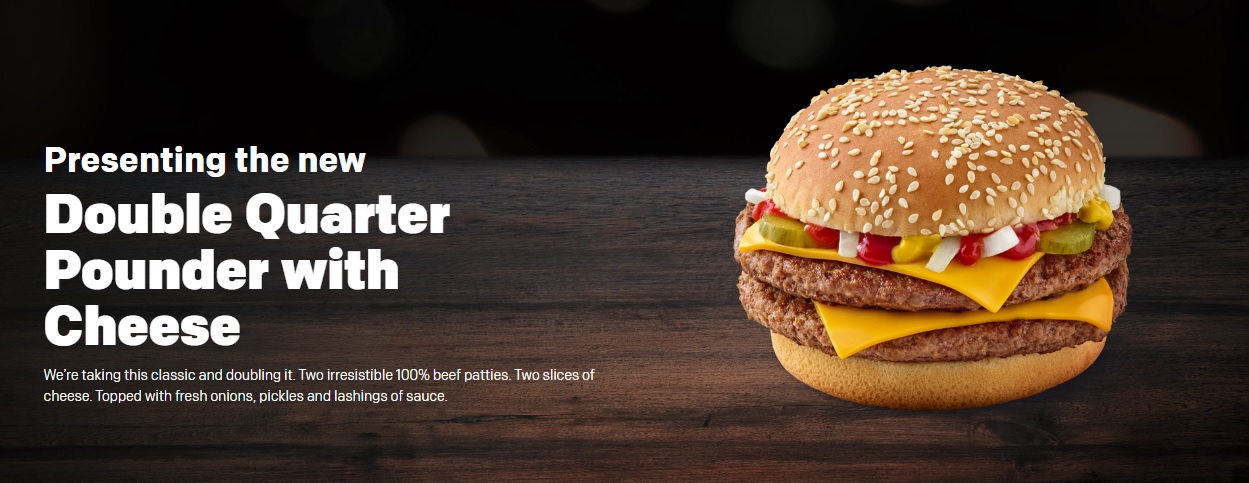 Presenting the new
Double Quarter
Pounder with
Cheese
We’re taking this classic and doubling it. Two irresistible 100% beef patties. Two slices of
cheese. Topped with fresh onions, pickles and lashings of sauce.